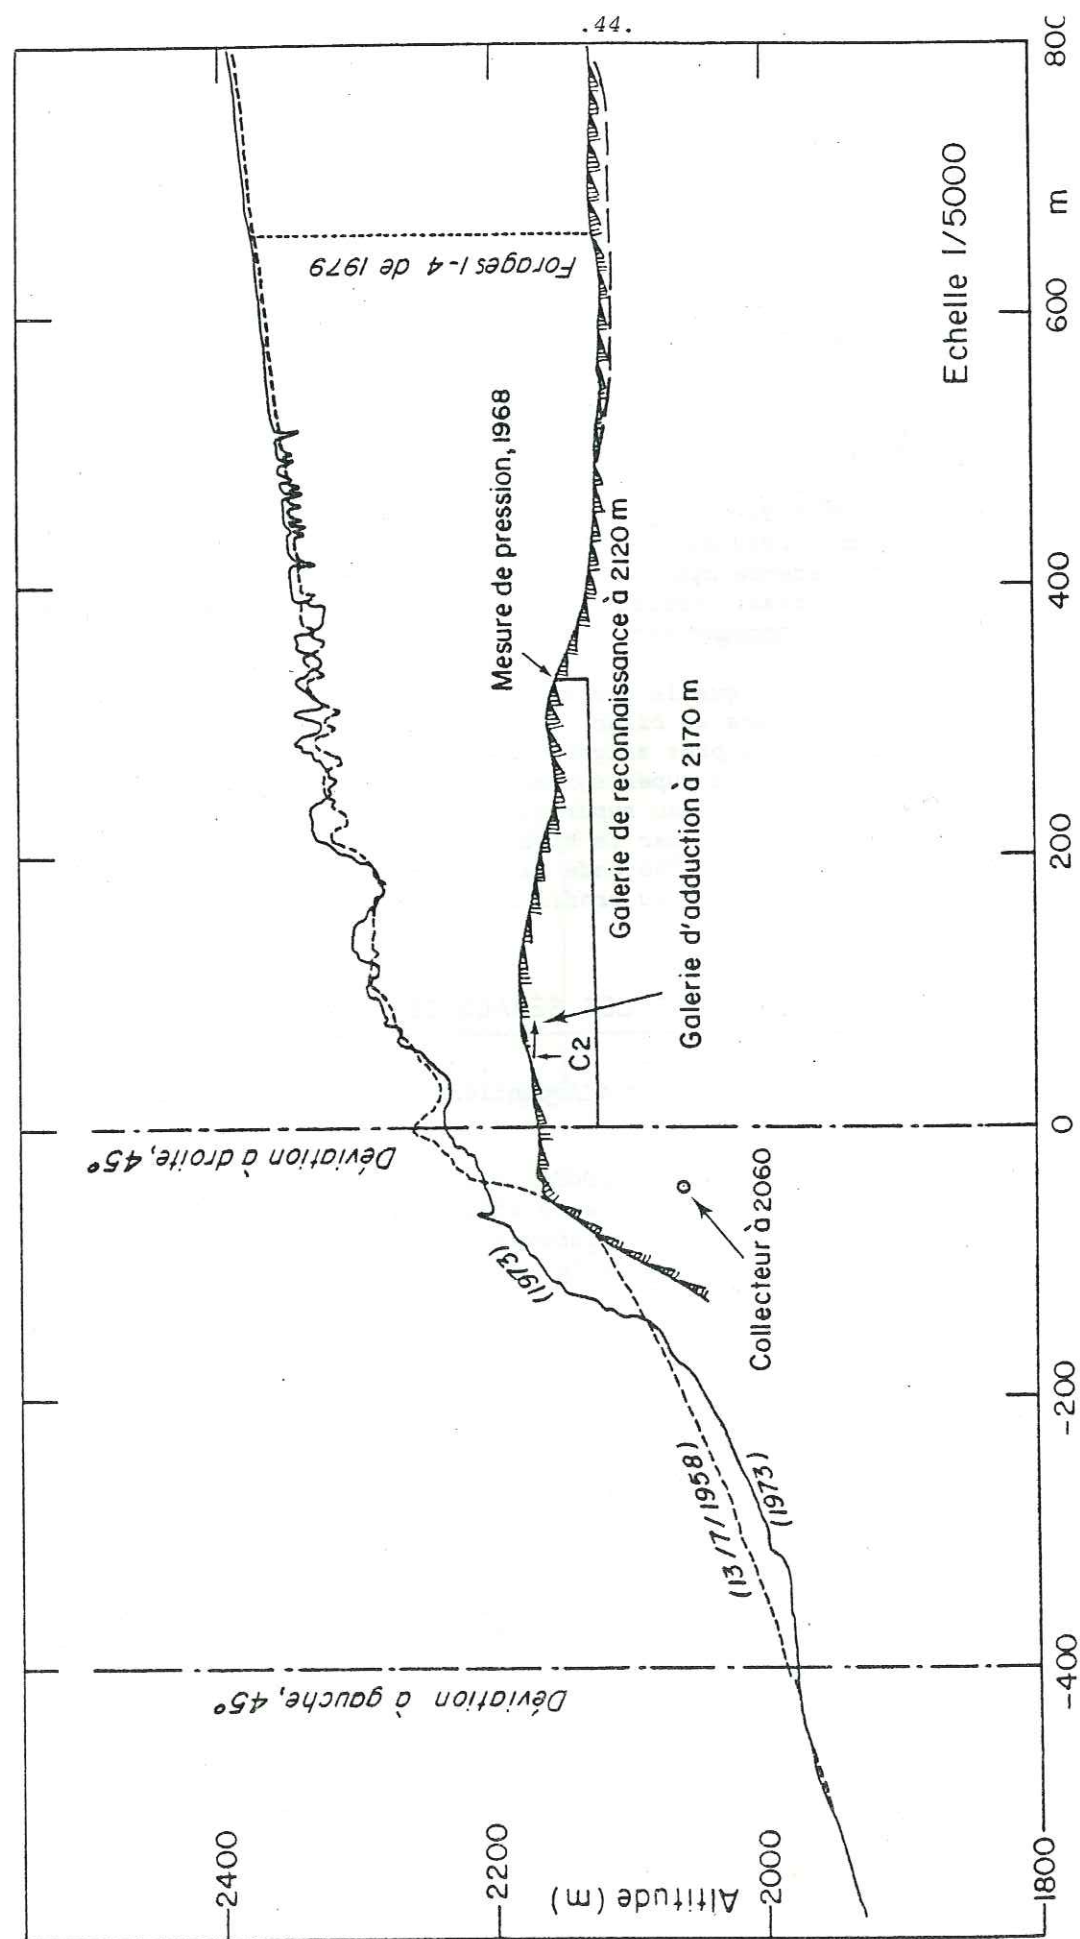 .44.
2400
2200
2000
1800
Altitude (m)
Déviation à gauche, 45°
Déviation à droite, 45°
(13/7/1958)
(1973)
(1973)
Collecteur à 2060
C2
Galerie d'adduction à 2170 m
Galerie de reconnaissance à 2120 m
Mesure de pression, 1968
Forages 1-4 de 1979
Echelle 1/5000
-400
-200
0
200
400
600
m